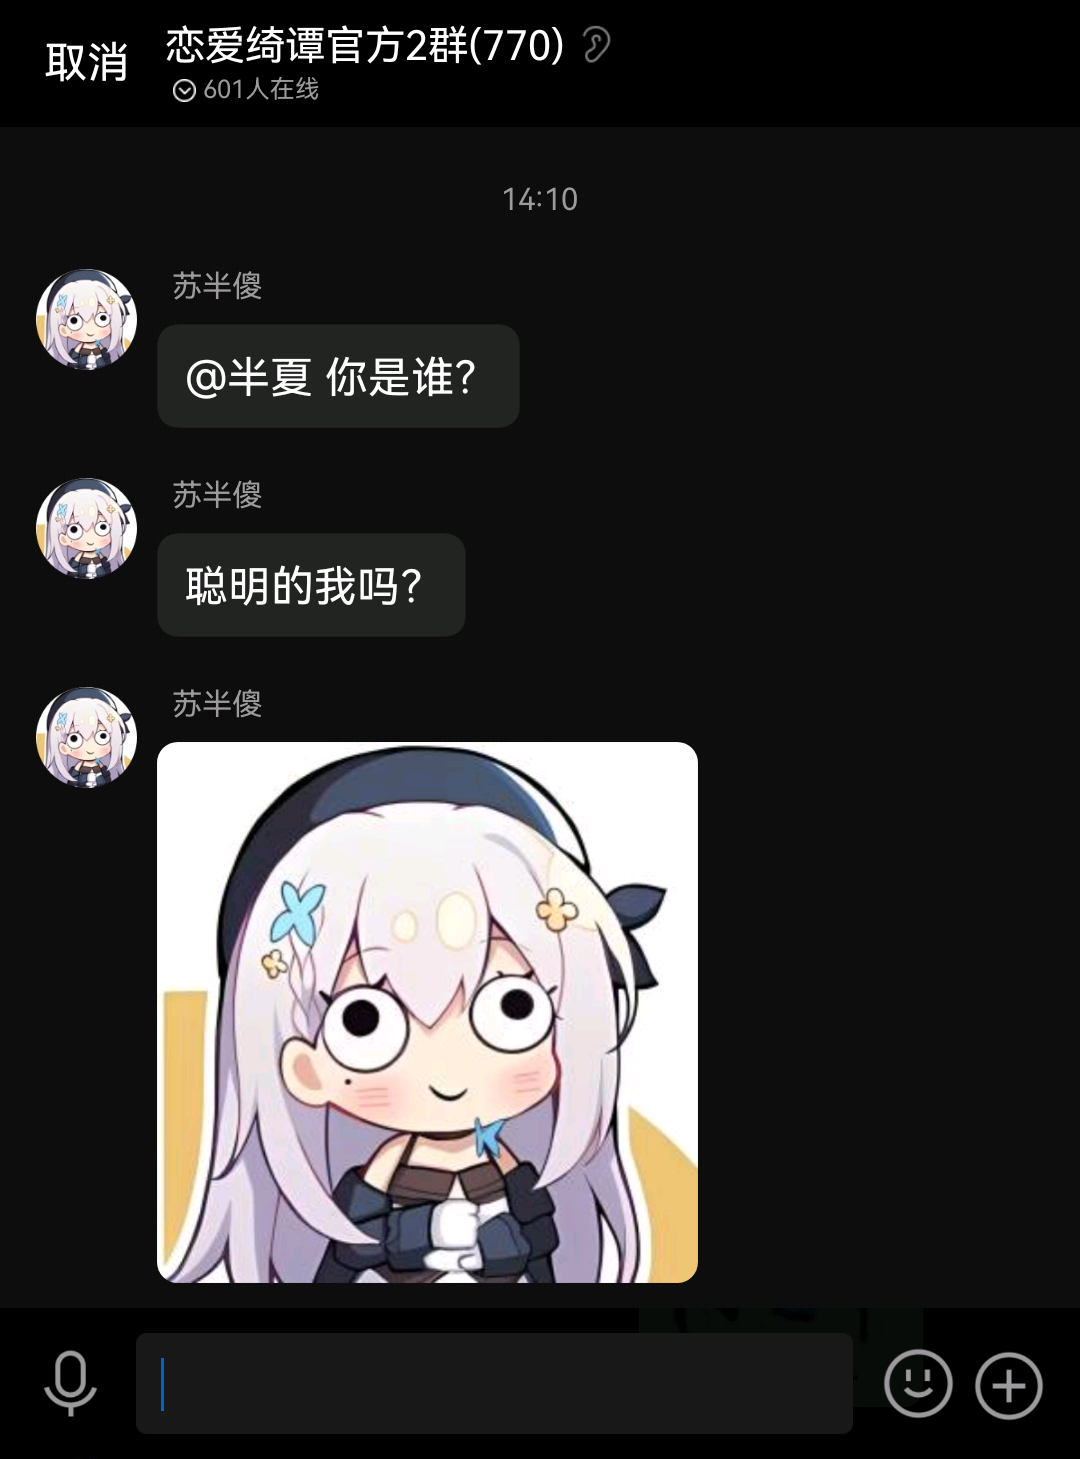 取消
恋爱绮谭官方2群(770)
601人在线
14:10
苏半傻
@半夏 你是谁?
苏半傻
聪明的我吗?
苏半傻